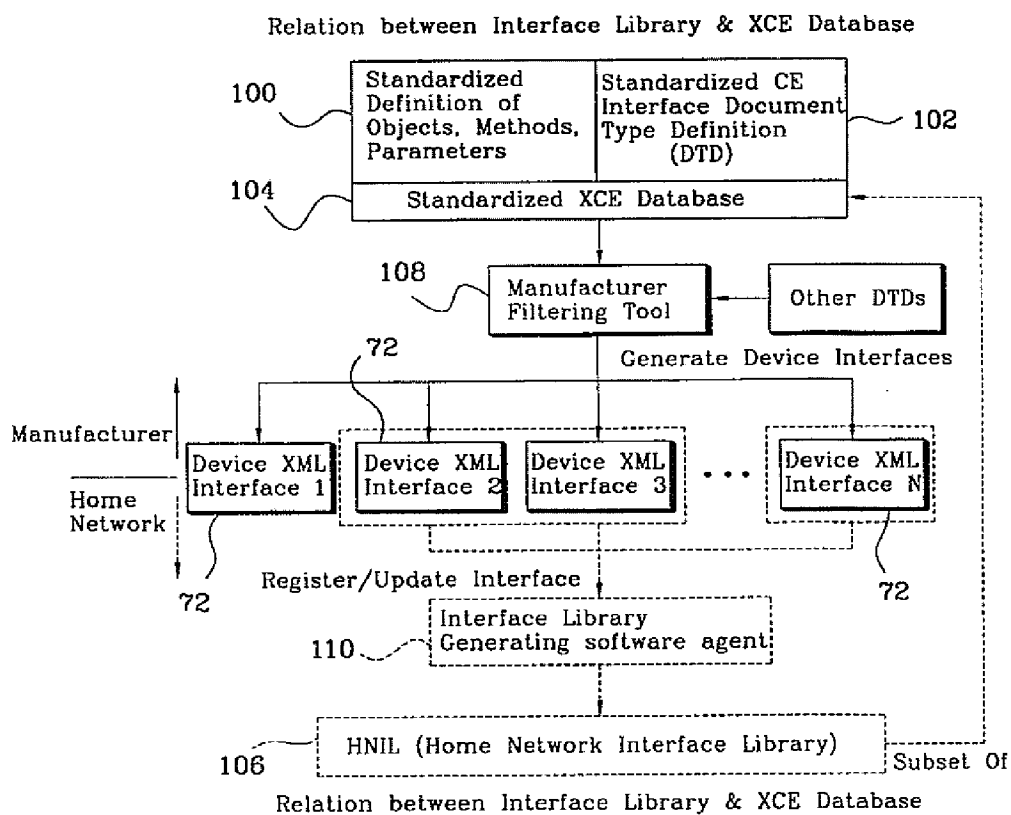 Relation between Interface Library & XCE Database
100
Standardized
Definition of
Objects, Methods,
Parameters
Standardized CE
Interface Document
Type Definition
(DTD)
102
104
Standardized XCE Database
108
Manufacturer
Filtering Tool
Other DTDs
72
Generate Device Interfaces
Manufacturer
Home
Network
Device XML
Interface 1
Device XML
Interface 2
Device XML
Interface 3
Device XML
Interface N
72
Register/Update Interface
72
110
Interface Library
Generating software agent
106
HNIL (Home Network Interface Library)
Subset Of
Relation between Interface Library & XCE Database